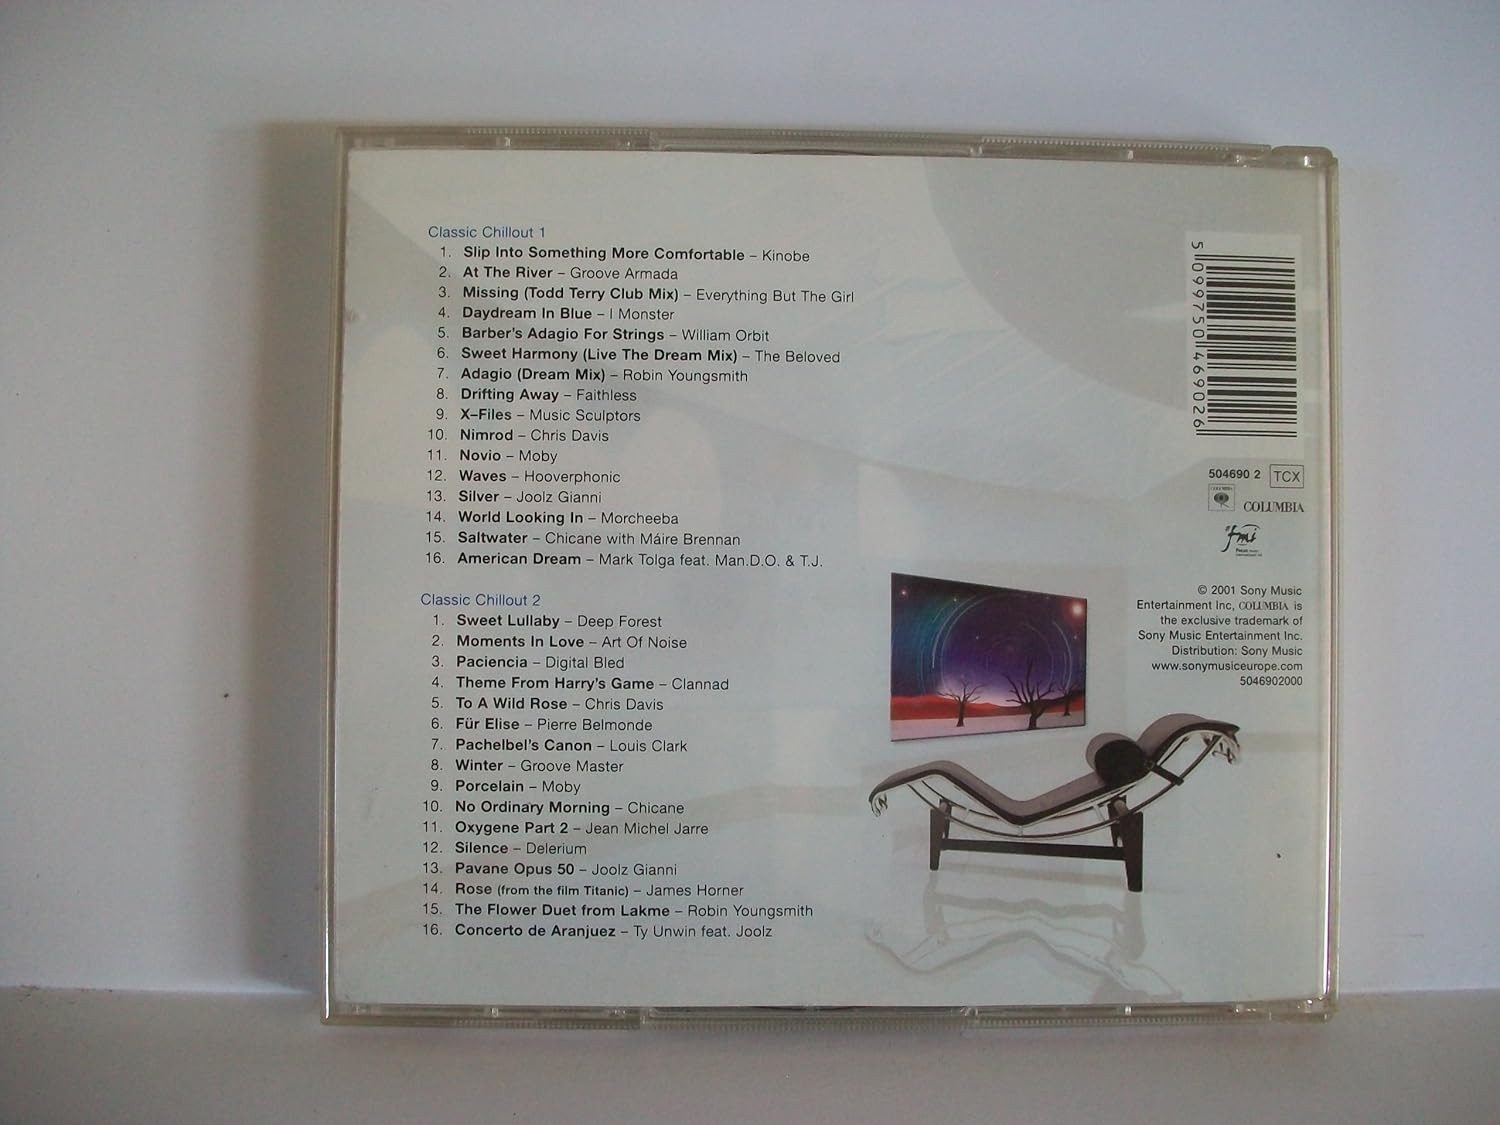 Classic Chillout 1
1. Slip Into Something More Comfortable – Kinobe
2. At The River – Groove Armada
3. Missing (Todd Terry Club Mix) – Everything But The Girl
4. Daydream In Blue – I Monster
5. Barber's Adagio For Strings – William Orbit
6. Sweet Harmony (Live The Dream Mix) – The Beloved
7. Adagio (Dream Mix) – Robin Youngsmith
8. Drifting Away – Faithless
9. X–Files – Music Sculptors
10. Nimrod – Chris Davis
11. Novio – Moby
12. Waves – Hooverphonic
13. Silver – Joolz Gianni
14. World Looking In – Morcheeba
15. Saltwater – Chicane with Máire Brennan
16. American Dream – Mark Tolga feat. Man.D.O. & T.J.
Classic Chillout 2
1. Sweet Lullaby – Deep Forest
2. Moments In Love – Art Of Noise
3. Paciencia – Digital Bled
4. Theme From Harry's Game – Clannad
5. To A Wild Rose – Chris Davis
6. Für Elise – Pierre Belmonde
7. Pachelbel's Canon – Louis Clark
8. Winter – Groove Master
9. Porcelain – Moby
10. No Ordinary Morning – Chicane
11. Oxygene Part 2 – Jean Michel Jarre
12. Silence – Delerium
13. Pavane Opus 50 – Joolz Gianni
14. Rose (from the film Titanic) – James Horner
15. The Flower Duet from Lakme – Robin Youngsmith
16. Concerto de Aranjuez – Ty Unwin feat. Joolz
5 099750 469026
504690 2 TCX
COLUMBIA
fmi
© 2001 Sony Music
Entertainment Inc, COLUMBIA is
the exclusive trademark of
Sony Music Entertainment Inc.
Distribution: Sony Music
www.sonymusiceurope.com
5046902000